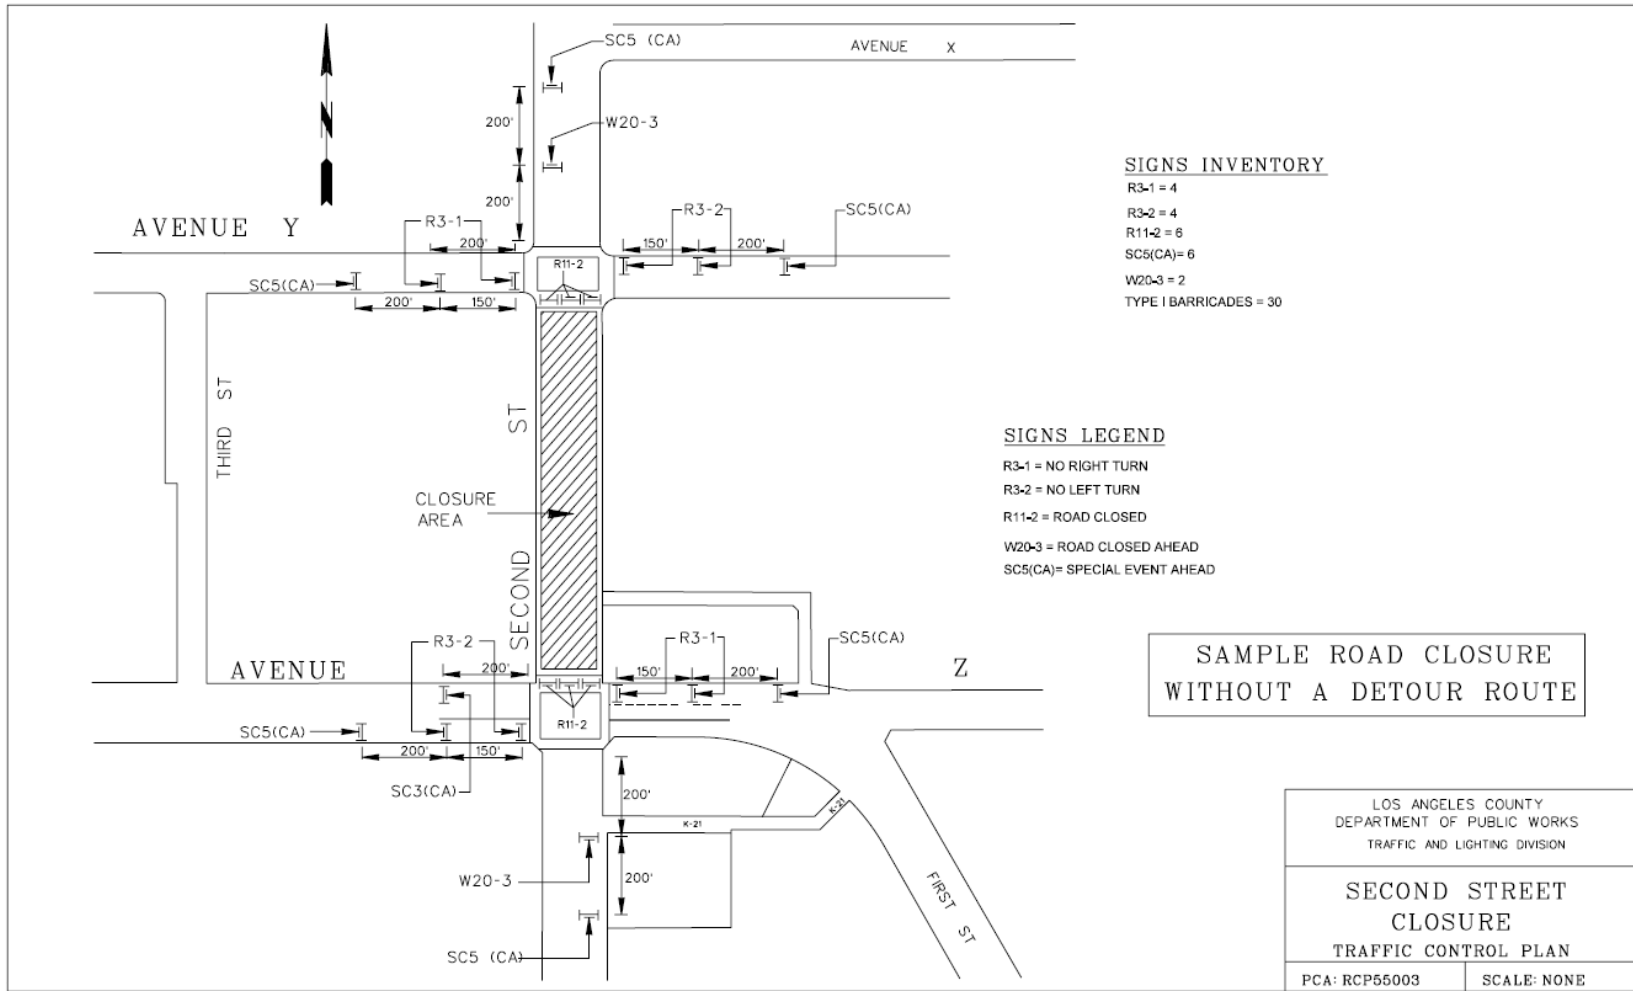 SC5 (CA)
AVENUE X
200'
W20-3
N
200'
SIGNS INVENTORY
R3-1 = 4
R3-2 = 4
R11-2 = 6
SC5(CA)= 6
W20-3 = 2
TYPE I BARRICADES = 30
AVENUE Y
R3-1
R3-2
SC5(CA)
200'
150'
200'
R11-2
SC5(CA)
200'
150'
THIRD ST
SECOND ST
CLOSURE
AREA
SIGNS LEGEND
R3-1 = NO RIGHT TURN
R3-2 = NO LEFT TURN
R11-2 = ROAD CLOSED
W20-3 = ROAD CLOSED AHEAD
SC5(CA)= SPECIAL EVENT AHEAD
R3-2
R3-1
SC5(CA)
AVENUE Z
200'
150'
200'
R11-2
SC5(CA)
200'
150'
SC3(CA)
200'
K-21
K-21
W20-3
200'
FIRST ST
SC5 (CA)
SAMPLE ROAD CLOSURE
WITHOUT A DETOUR ROUTE
LOS ANGELES COUNTY
DEPARTMENT OF PUBLIC WORKS
TRAFFIC AND LIGHTING DIVISION
SECOND STREET
CLOSURE
TRAFFIC CONTROL PLAN
PCA: RCP55003
SCALE: NONE